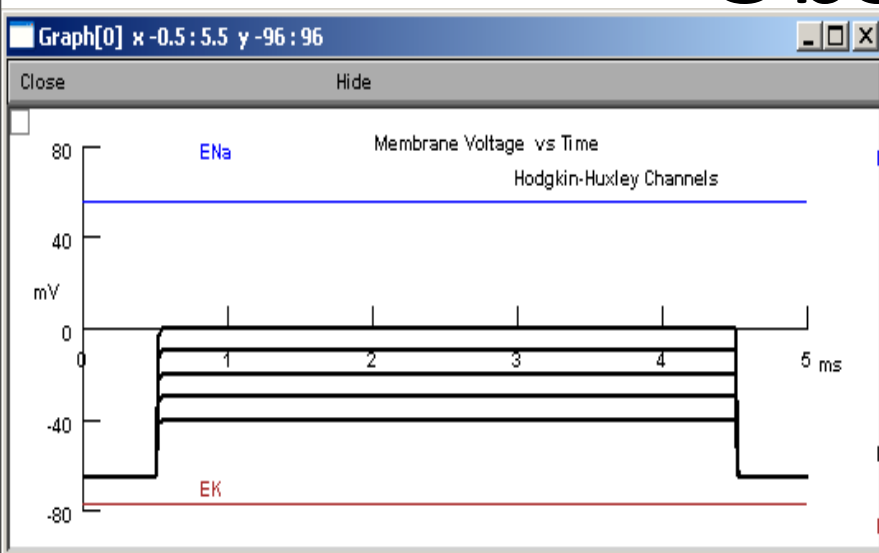 Graph[0] x -0.5 : 5.5 y -96 : 96
Close Hide
80 ENa Membrane Voltage vs Time
Hodgkin-Huxley Channels
40
mV
0
0 1 2 3 4 5 ms
-40
EK
-80